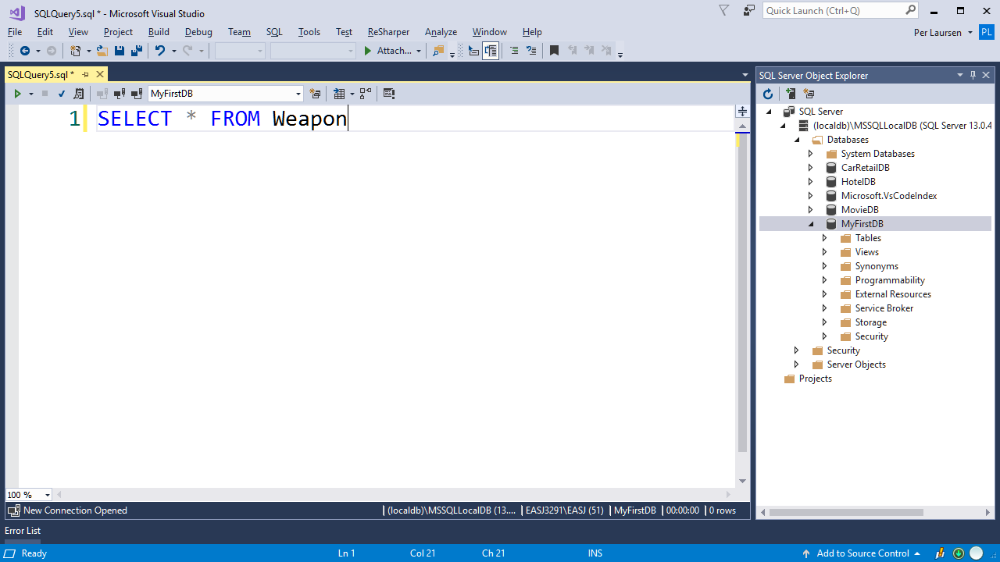 SQLQuery5.sql * - Microsoft Visual Studio
Quick Launch (Ctrl+Q)
File Edit View Project Build Debug Team SQL Tools Test ReSharper Analyze Window Help
Per Laursen PL
Attach...
SQLQuery5.sql *
MyFirstDB
1 SELECT * FROM Weapon
100 %
New Connection Opened (localdb)\MSSQLLocalDB (13.... EASJ3291\EASJ (51) MyFirstDB 00:00:00 0 rows
SQL Server Object Explorer
SQL Server
(localdb)\MSSQLLocalDB (SQL Server 13.0.4
Databases
System Databases
CarRetailDB
HotelDB
Microsoft.VsCodeIndex
MovieDB
MyFirstDB
Tables
Views
Synonyms
Programmability
External Resources
Service Broker
Storage
Security
Security
Server Objects
Projects
Error List
Ready Ln 1 Col 21 Ch 21 INS Add to Source Control